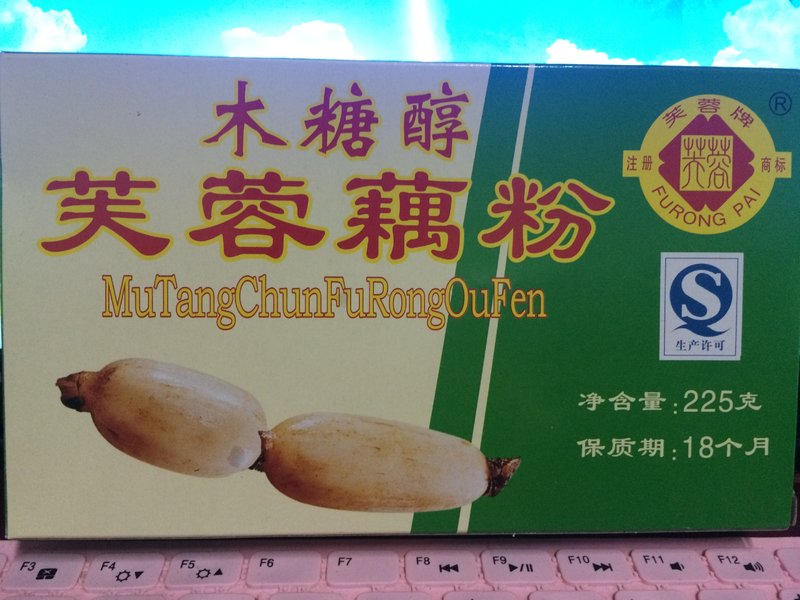 木糖醇
芙蓉藕粉
MuTangChunFuRongOuFen
芙蓉牌
®
注册
芙蓉
商标
FURONG PAI
生产许可
净含量:225克
保质期:18个月
F3
F4
F5
F6
F7
F8
F9
F10
F11
F12